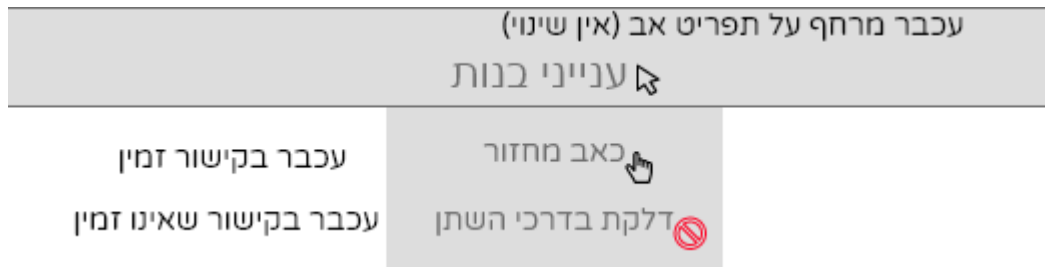 עכבר מרחף על תפריט אב (אין שינוי)
ענייני בנות
כאב מחזור
עכבר בקישור זמין
דלקת בדרכי השתן
עכבר בקישור שאינו זמין